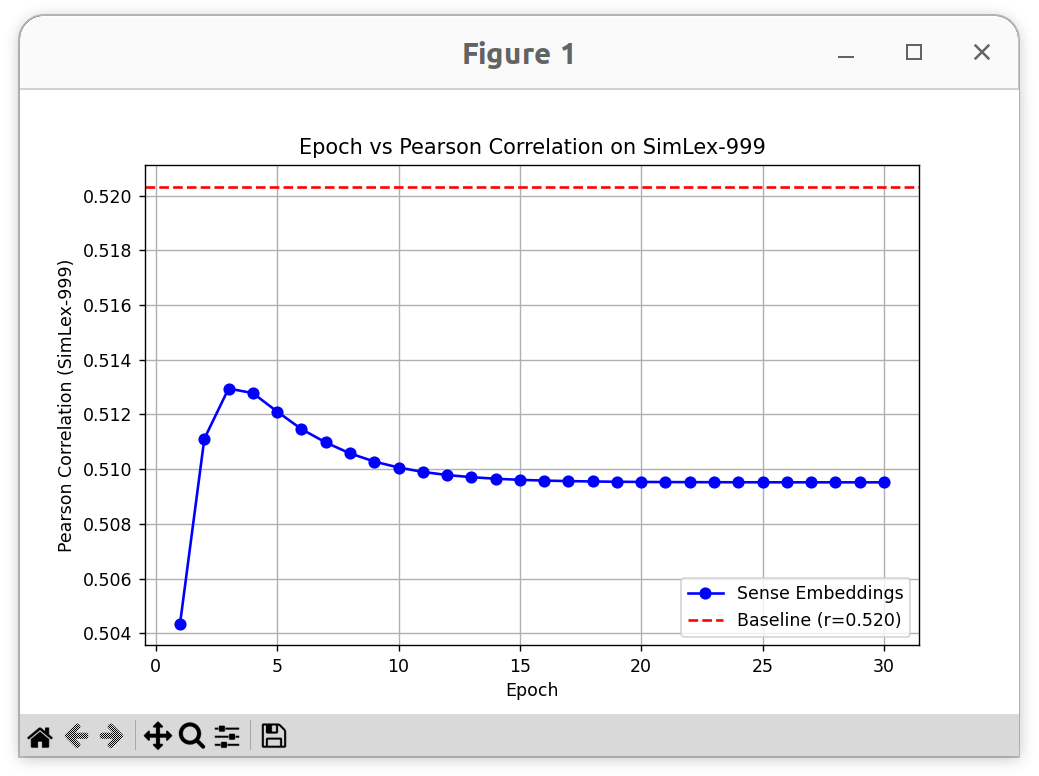 Figure 1
Epoch vs Pearson Correlation on SimLex-999
Pearson Correlation (SimLex-999)
0.520
0.518
0.516
0.514
0.512
0.510
0.508
0.506
0.504
Sense Embeddings
Baseline (r=0.520)
0 5 10 15 20 25 30
Epoch